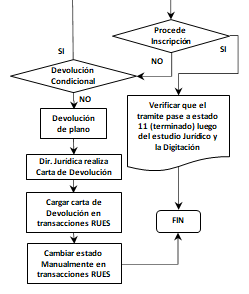 Procede
Inscripción
SI
SI
NO
Devolución
Condicional
NO
Devolución
de plano
Verificar que el
tramite pase a estado
11 (terminado) luego
del estudio Jurídico y
la Digitación
Dir. Juridica realiza
Carta de Devolución
Cargar carta de
Devolución en
transacciones RUES
FIN
Cambiar estado
Manualmente en
transacciones RUES